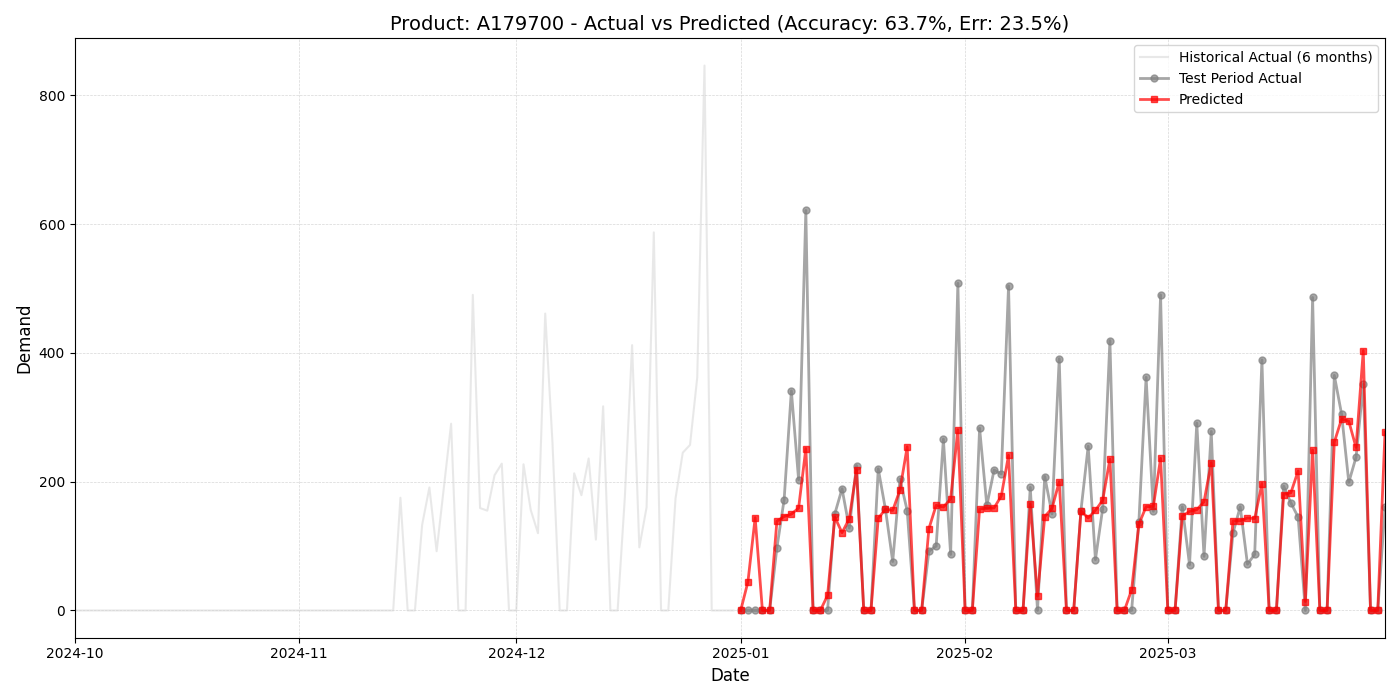 Product: A179700 - Actual vs Predicted (Accuracy: 63.7%, Err: 23.5%)
Historical Actual (6 months)
Test Period Actual
Predicted
Demand
800
600
400
200
0
2024-10
2024-11
2024-12
2025-01
2025-02
2025-03
Date